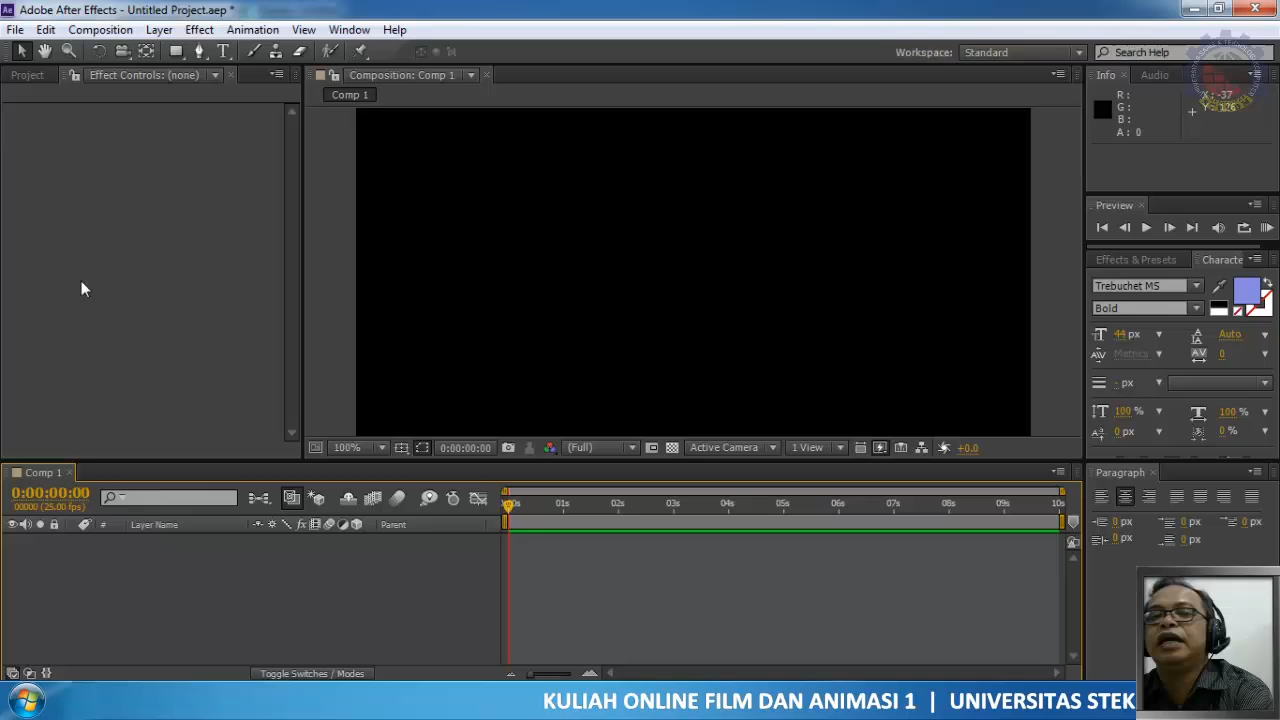 Ae Adobe After Effects - Untitled Project.aep *
File Edit Composition Layer Effect Animation View Window Help
Workspace: Standard Search Help
Project Effect Controls: (none) Composition: Comp 1 Info Audio
Comp 1
R : X: -37
G : Y: 126
B :
A : 0
Preview
Effects & Presets Characte
Trebuchet MS
Bold
44 px Auto
Metrics 0
- px
100 % 100 %
0 px 0 %
100% 0:00:00:00 (Full) Active Camera 1 View +0.0
Comp 1 Paragraph
0:00:00:00
00000 (25.00 fps)
01s 02s 03s 04s 05s 06s 07s 08s 09s 10s
# Layer Name Parent
0 px 0 px 0 px
0 px 0 px
Toggle Switches / Modes
KULIAH ONLINE FILM DAN ANIMASI 1 | UNIVERSITAS STEK